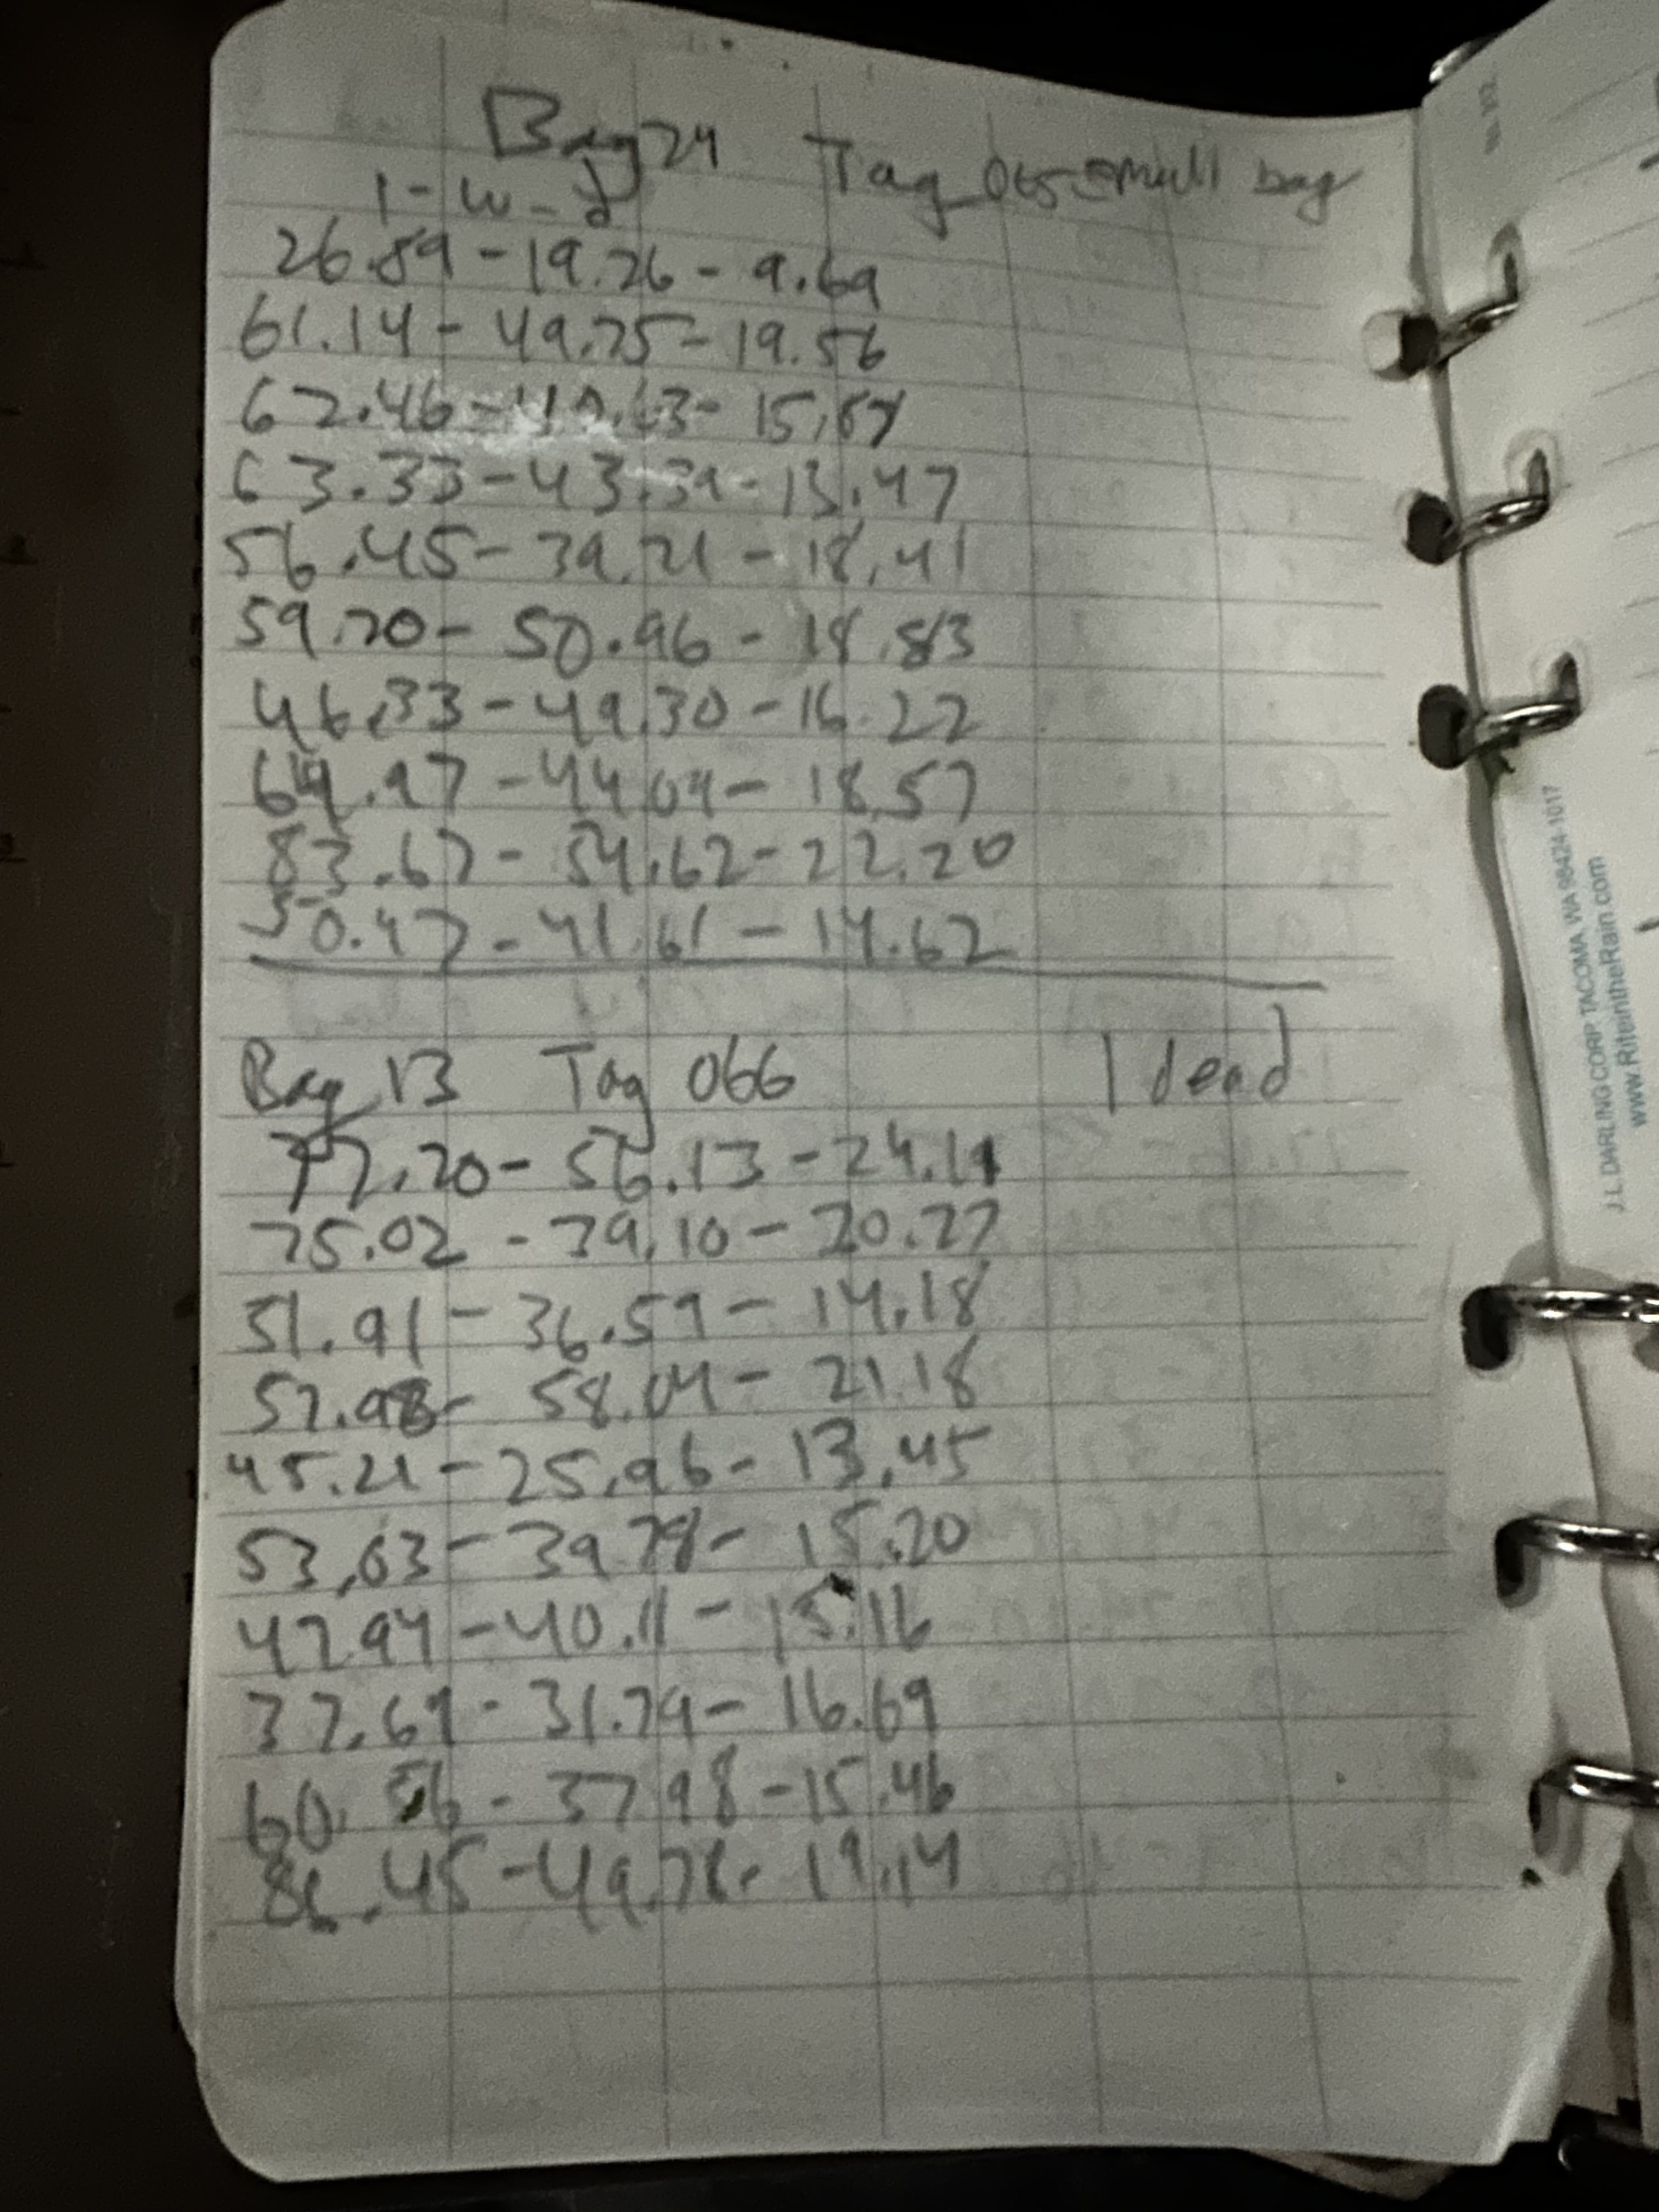 Bag 24 Tag 065 small bag
l - w - d
26.89 - 19.26 - 9.69
61.14 - 49.75 - 19.56
62.46 - .63 - 15.67
63.33 - 43.39 - 13.47
56.45 - 39.21 - 18.41
59.70 - 50.96 - 18.83
46.33 - 49.30 - 16.22
64.97 - 44.04 - 18.57
83.67 - 54.62 - 22.20
50.47 - 41.61 - 14.62
Bag 13 Tag 066 1 dead
77.20 - 56.13 - 24.11
75.02 - 39.10 - 20.27
51.91 - 36.59 - 14.18
57.98 - 58.04 - 21.18
45.21 - 25.96 - 13.45
53.63 - 39.78 - 15.20
47.94 - 40.11 - 15.16
37.69 - 31.79 - 16.69
60.56 - 37.98 - 15.46
86.45 - 49.78 - 19.14
J.L. DARLING CORP TACOMA, WA 98424-1017
www.RiteintheRain.com